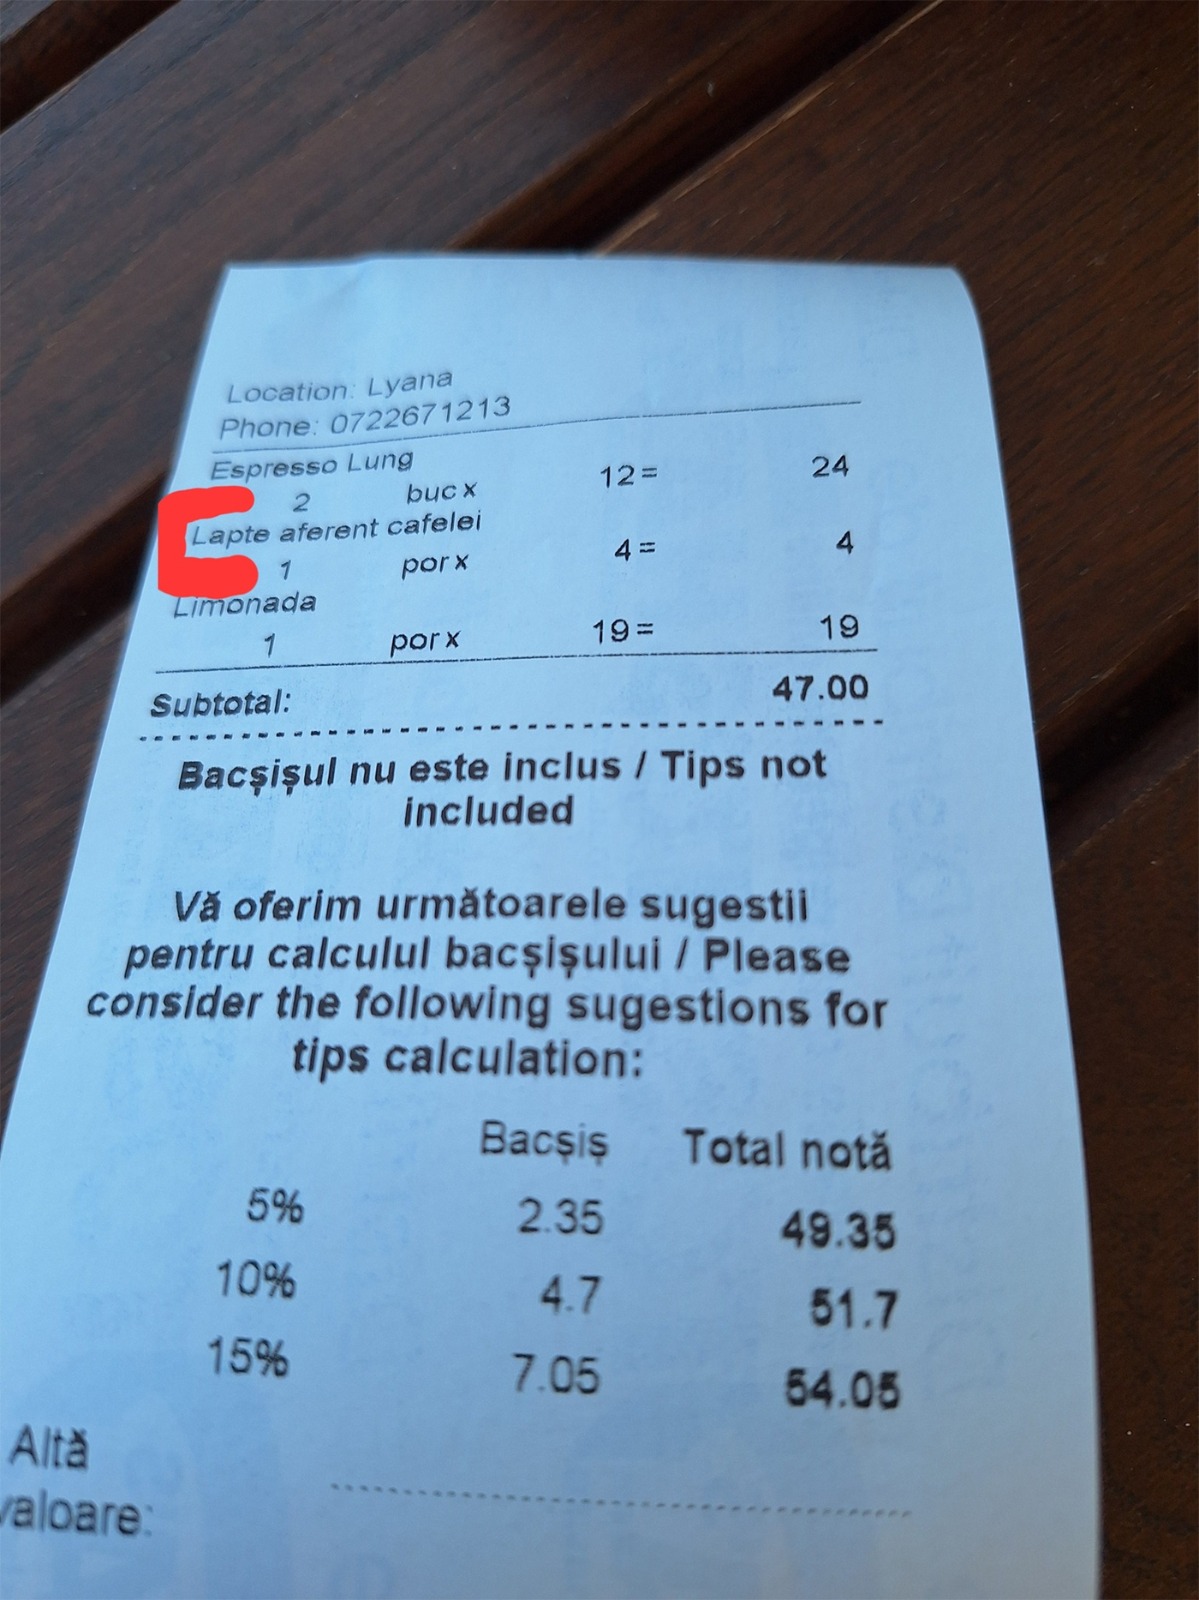 Location: Lyana
Phone: 0722671213
Espresso Lung
2 buc x 12 = 24
Lapte aferent cafelei
1 por x 4 = 4
Limonada
1 por x 19 = 19
Subtotal: 47.00
Bacșișul nu este inclus / Tips not
included
Vă oferim următoarele sugestii
pentru calculul bacșișului / Please
consider the following sugestions for
tips calculation:
Bacșiș Total notă
5% 2.35 49.35
10% 4.7 51.7
15% 7.05 54.05
Altă
valoare: